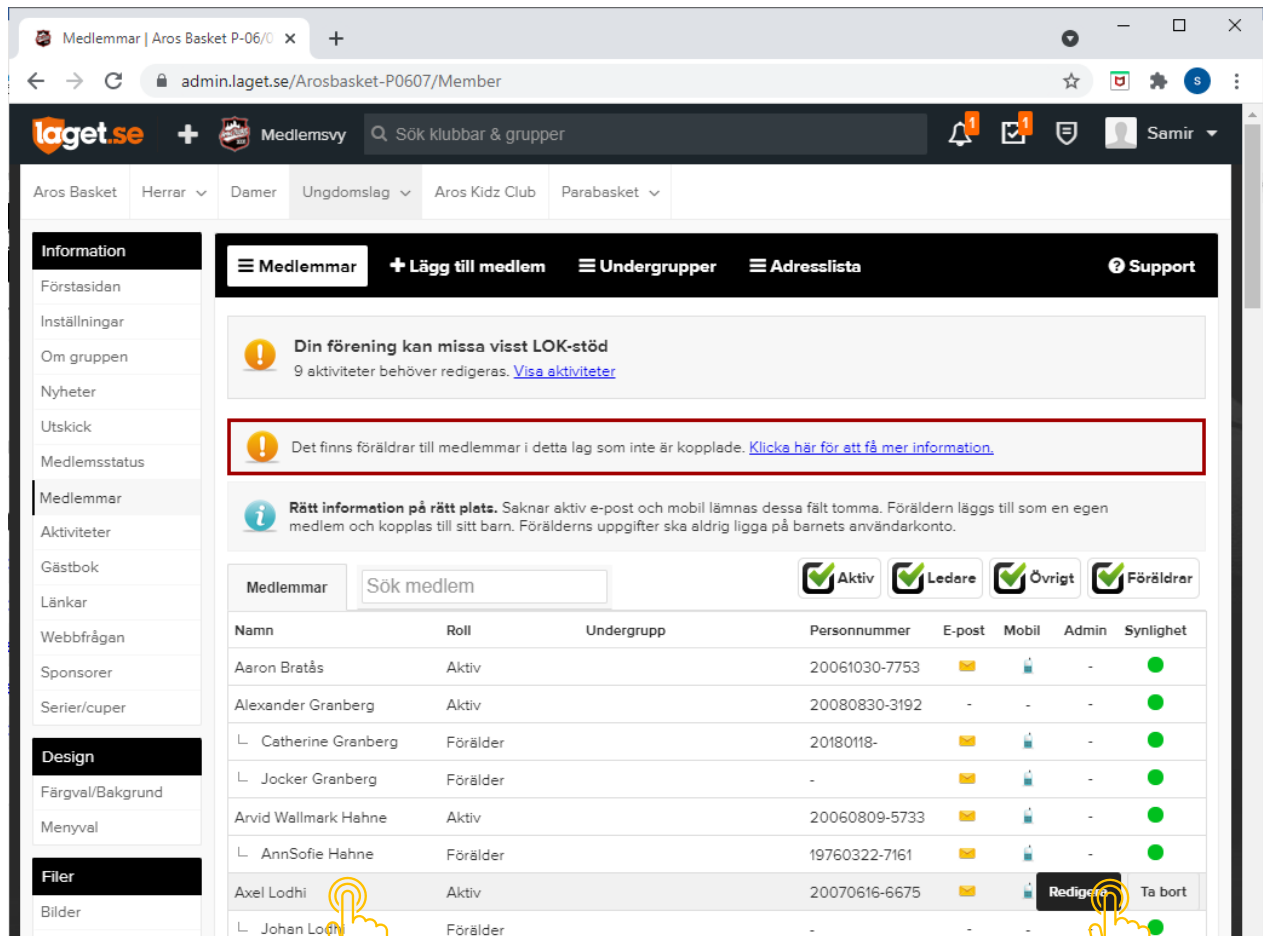 Medlemmar | Aros Basket P-06/0
admin.laget.se/Arosbasket-P0607/Member
S
laget.se
Medlemsvy
Sök klubbar & grupper
1
1
Samir
Aros Basket Herrar Damer Ungdomslag Aros Kidz Club Parabasket
Information
Förstasidan
Inställningar
Om gruppen
Nyheter
Utskick
Medlemsstatus
Medlemmar
Aktiviteter
Gästbok
Länkar
Webbfrågan
Sponsorer
Serier/cuper
Design
Färgval/Bakgrund
Menyval
Filer
Bilder
Medlemmar + Lägg till medlem Undergrupper Adresslista Support
Din förening kan missa visst LOK-stöd
9 aktiviteter behöver redigeras. Visa aktiviteter
Det finns föräldrar till medlemmar i detta lag som inte är kopplade. Klicka här för att få mer information.
Rätt information på rätt plats. Saknar aktiv e-post och mobil lämnas dessa fält tomma. Föräldern läggs till som en egen
medlem och kopplas till sitt barn. Förälderns uppgifter ska aldrig ligga på barnets användarkonto.
Medlemmar Sök medlem Aktiv Ledare Övrigt Föräldrar
Namn Roll Undergrupp Personnummer E-post Mobil Admin Synlighet
Aaron Bratås Aktiv 20061030-7753 -
Alexander Granberg Aktiv 20080830-3192 - - -
Catherine Granberg Förälder 20180118- -
Jocker Granberg Förälder - -
Arvid Wallmark Hahne Aktiv 20060809-5733 -
AnnSofie Hahne Förälder 19760322-7161 -
Axel Lodhi Aktiv 20070616-6675 Redigera Ta bort
Johan Lodhi Förälder - - -